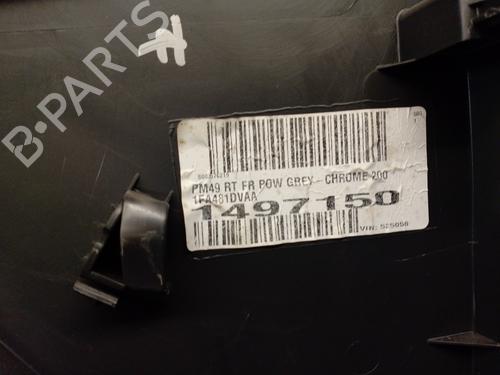 B-PARTS
PM49 RT FR POW GREY - CHROME 200
1FA481DVAA
1497150
VIN: 525058